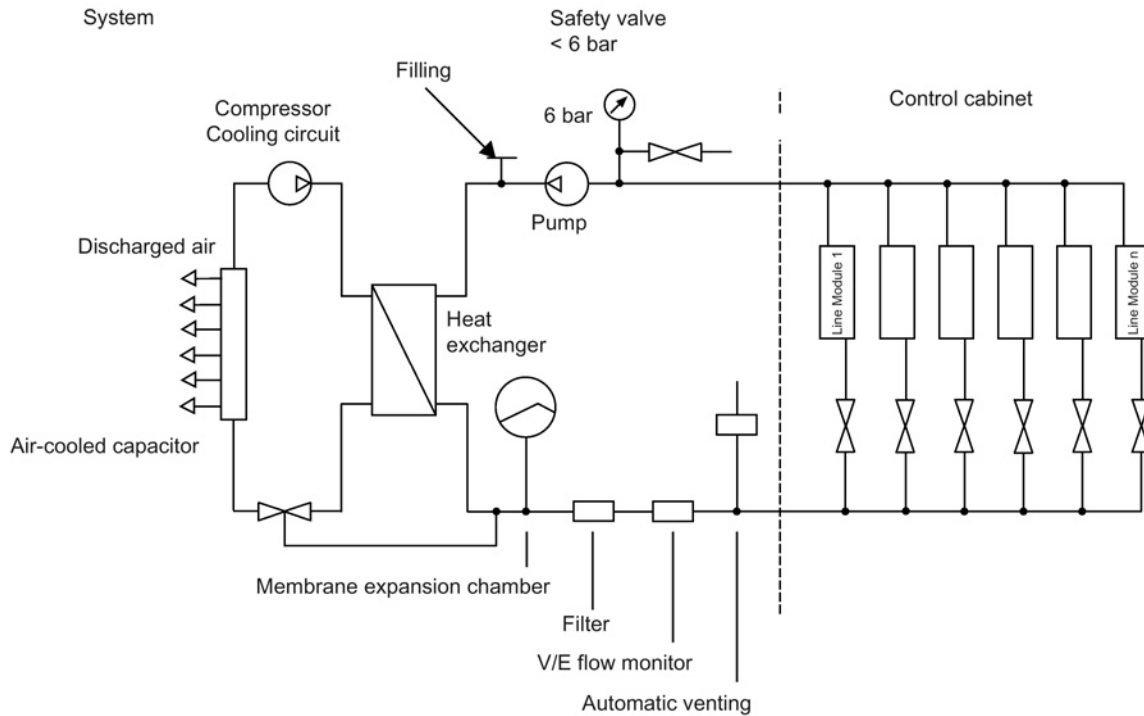 System
Safety valve
< 6 bar
Filling
Compressor
Cooling circuit
6 bar
Control cabinet
Pump
Discharged air
Line Module 1
Line Module n
Heat
exchanger
Air-cooled capacitor
Membrane expansion chamber
Filter
V/E flow monitor
Automatic venting